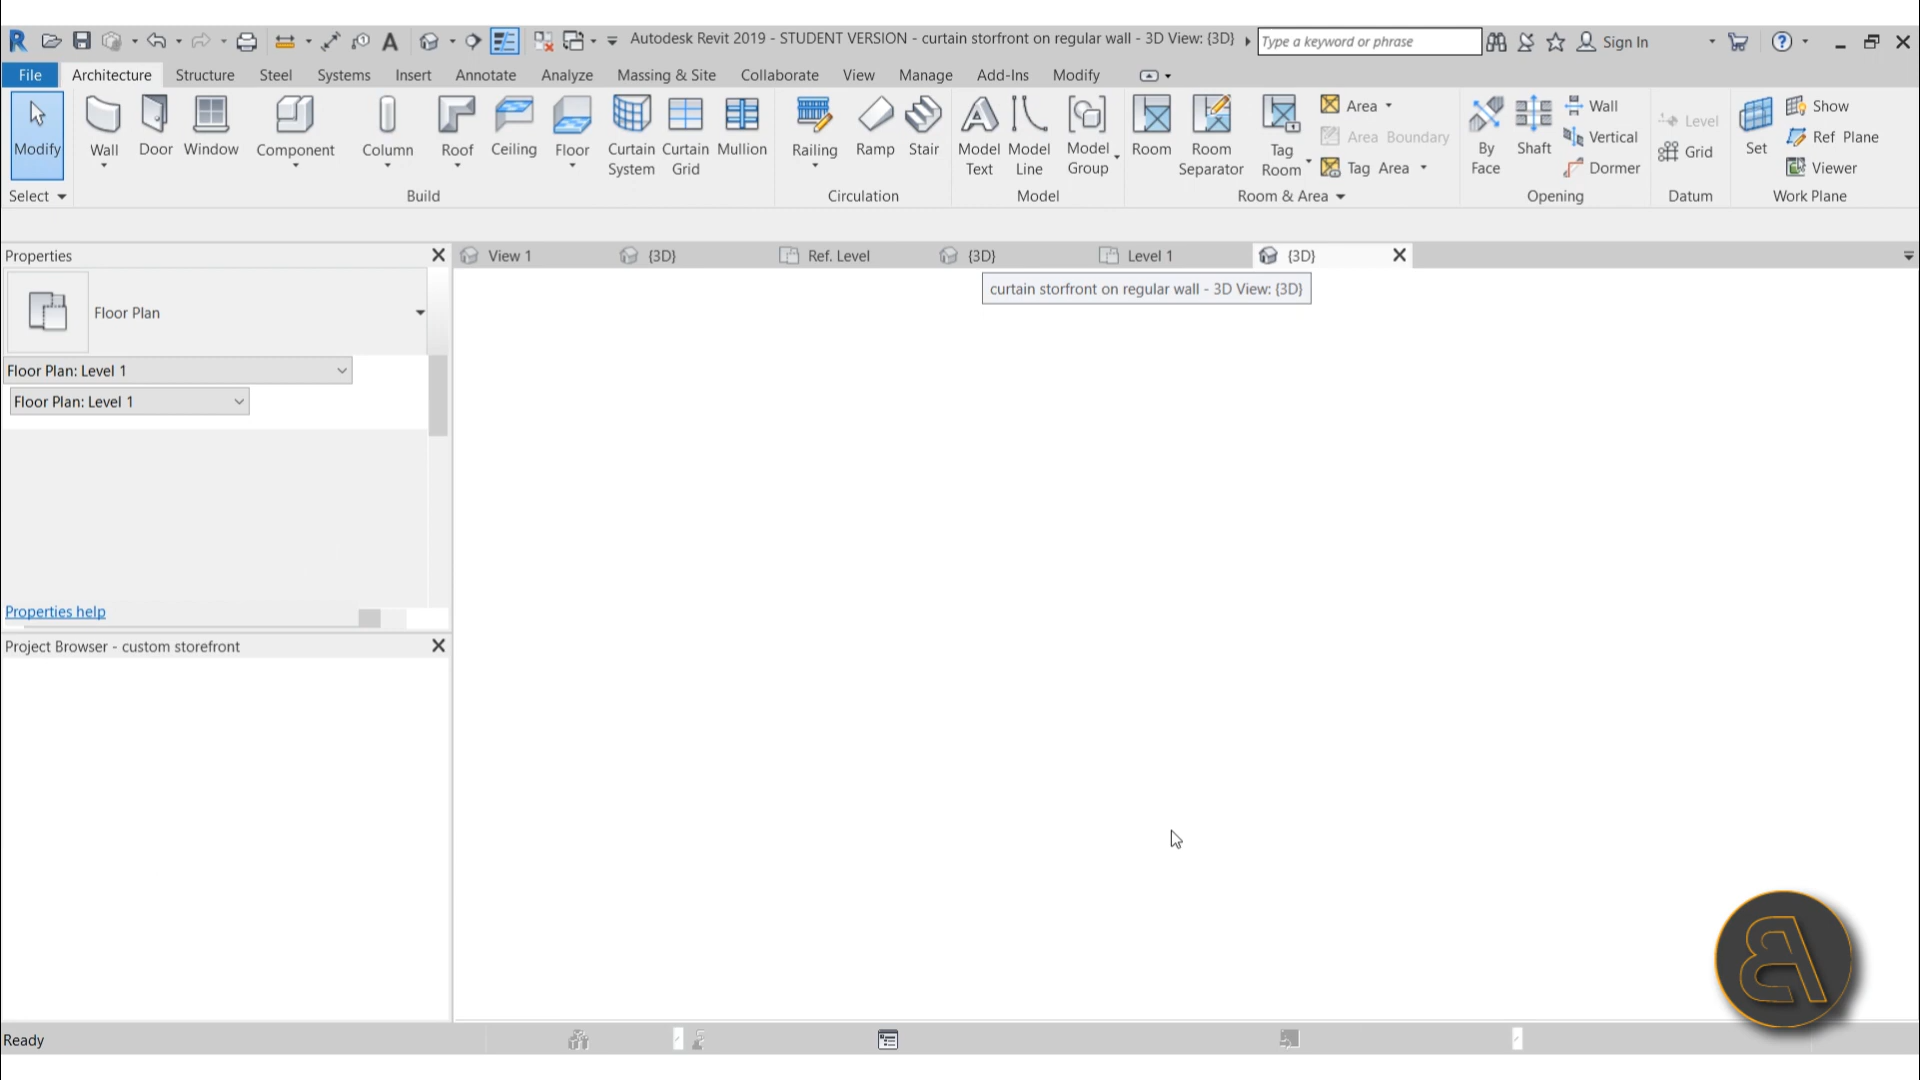 Autodesk Revit 2019 - STUDENT VERSION - curtain storfront on regular wall - 3D View: {3D}
Type a keyword or phrase
Sign In
File Architecture Structure Steel Systems Insert Annotate Analyze Massing & Site Collaborate View Manage Add-Ins Modify
Modify
Wall
Door
Window
Component
Column
Roof
Ceiling
Floor
Curtain System
Curtain Grid
Mullion
Railing
Ramp
Stair
Model Text
Model Line
Model Group
Room
Room Separator
Tag Room
Area
Area Boundary
Tag Area
By Face
Shaft
Wall
Vertical
Dormer
Level
Grid
Set
Show
Ref Plane
Viewer
Select Build Circulation Model Room & Area Opening Datum Work Plane
Properties
View 1 {3D} Ref. Level {3D} Level 1 {3D}
curtain storfront on regular wall - 3D View: {3D}
Floor Plan
Floor Plan: Level 1
Floor Plan: Level 1
Properties help
Project Browser - custom storefront
Ready